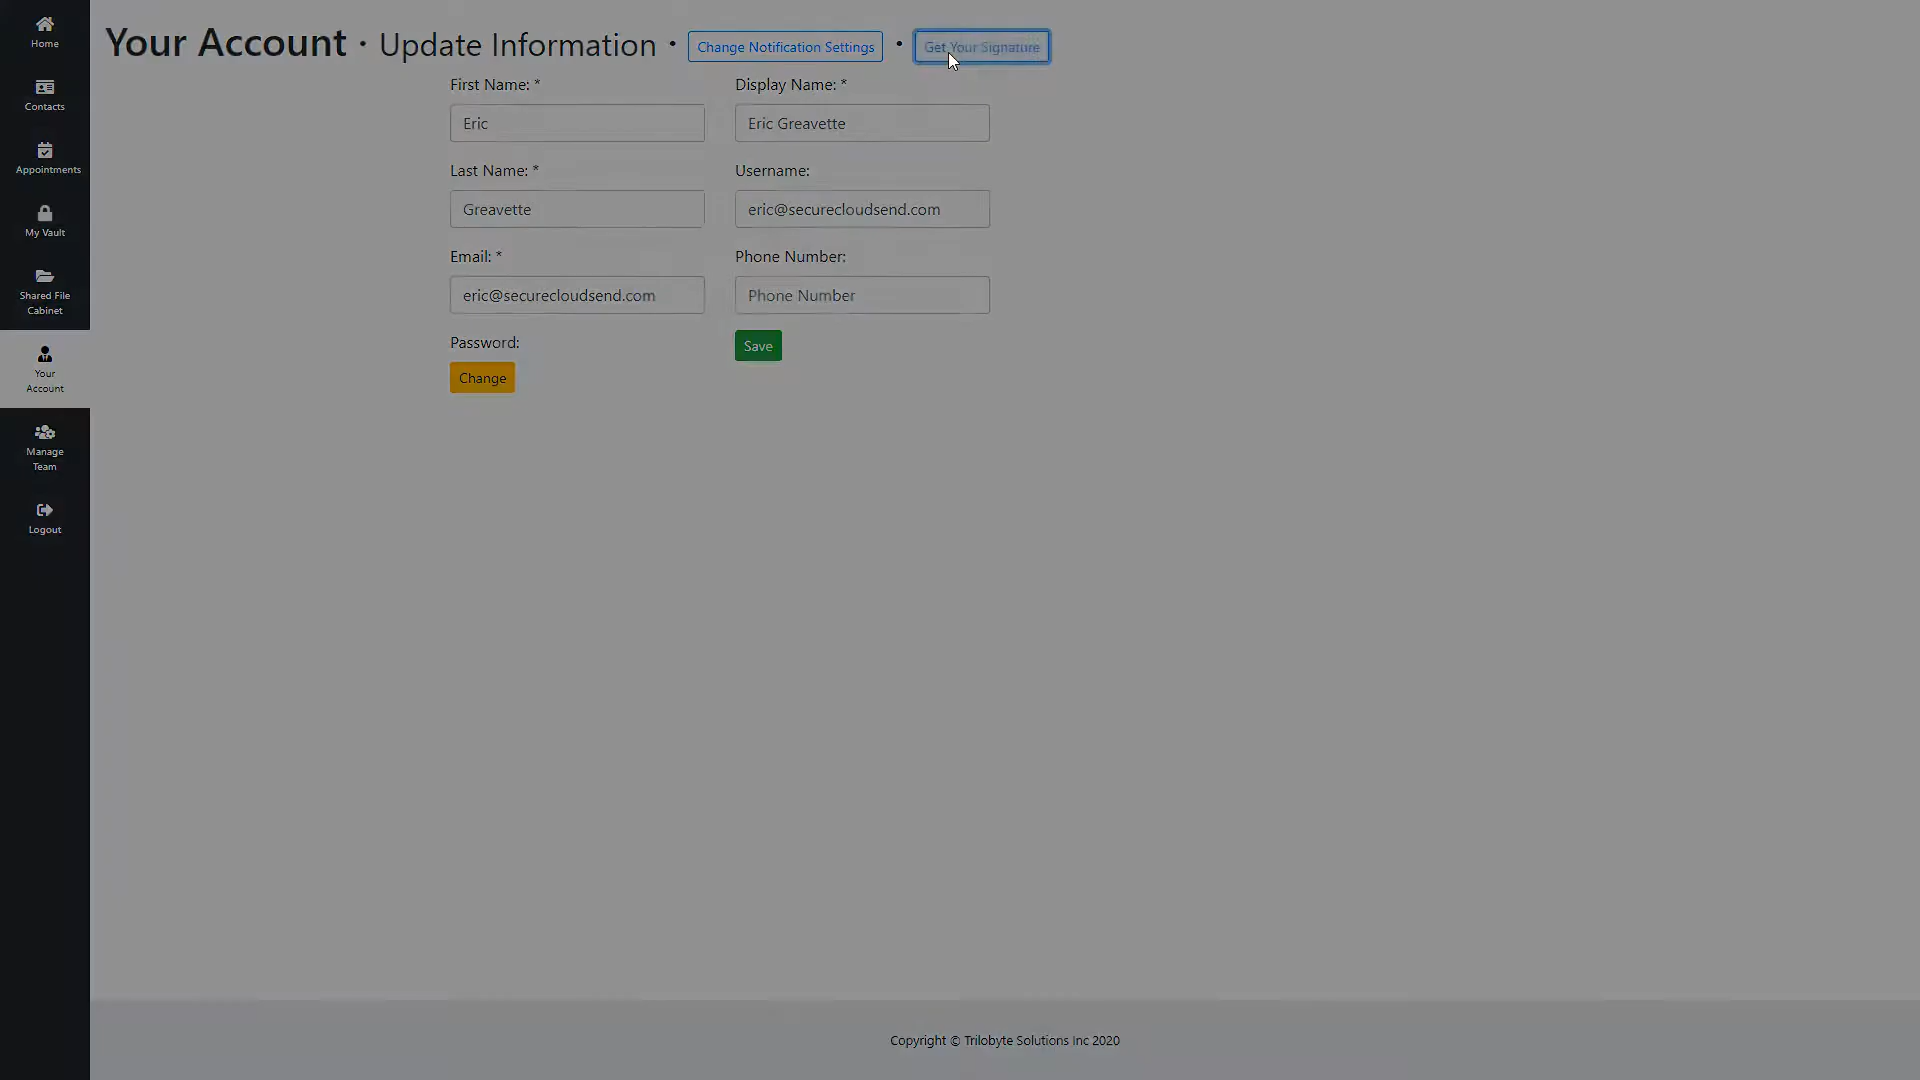 Home
Contacts
Appointments
My Vault
Shared File
Cabinet
Your
Account
Manage
Team
Logout
Your Account · Update Information · Change Notification Settings · Get Your Signature
First Name: *
Eric
Display Name: *
Eric Greavette
Last Name: *
Greavette
Username:
eric@securecloudsend.com
Email: *
eric@securecloudsend.com
Phone Number:
Phone Number
Password:
Change
Save
Copyright © Trilobyte Solutions Inc 2020